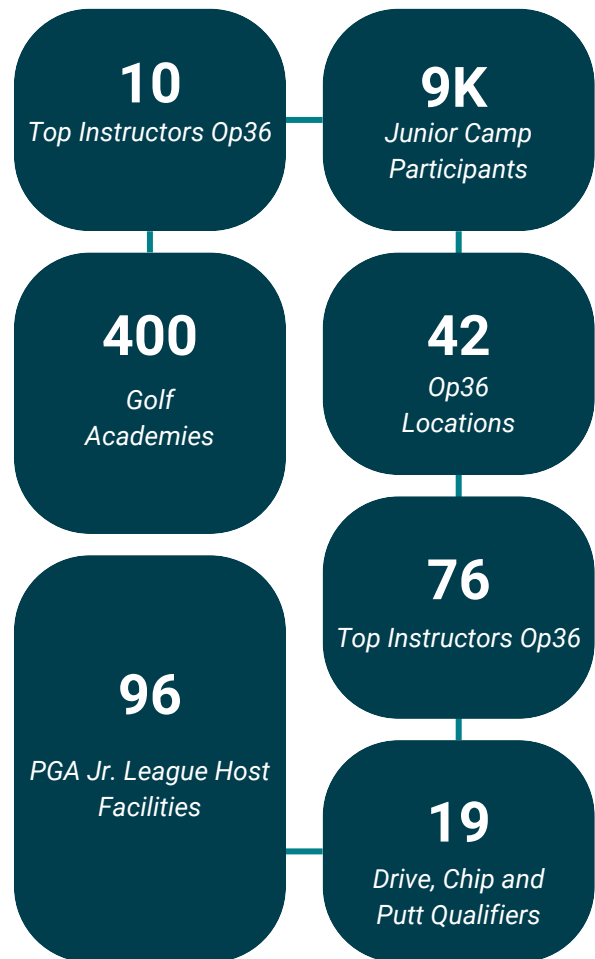 10
Top Instructors Op36
9K
Junior Camp
Participants
400
Golf
Academies
42
Op36
Locations
76
Top Instructors Op36
96
PGA Jr. League Host
Facilities
19
Drive, Chip and
Putt Qualifiers